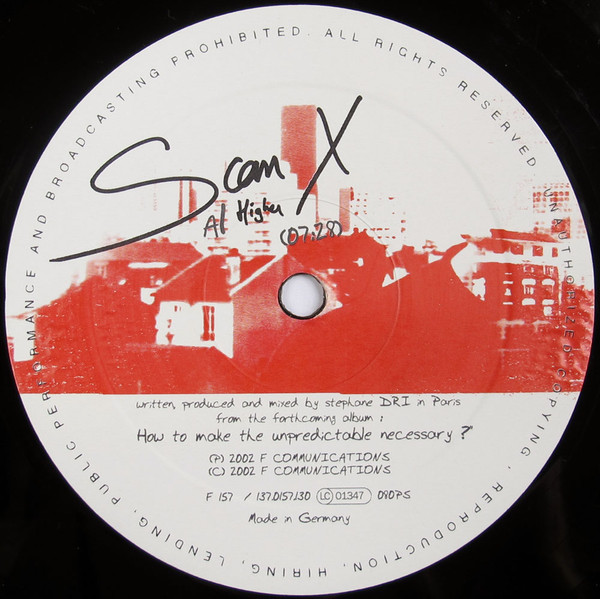 PUBLIC PERFORMANCE AND BROADCASTING PROHIBITED. ALL RIGHTS RESERVED. UNAUTHORIZED COPYING, REPRODUCTION, HIRING, LENDING,
Scan X
A1 Higher
(07:28)
written, produced and mixed by stephane DRI in Paris
from the forthcoming album :
How to make the unpredictable necessary ?
(P) 2002 F COMMUNICATIONS
(C) 2002 F COMMUNICATIONS
F 157 / 137.0157.130 LC 01347 090PS
Made in Germany